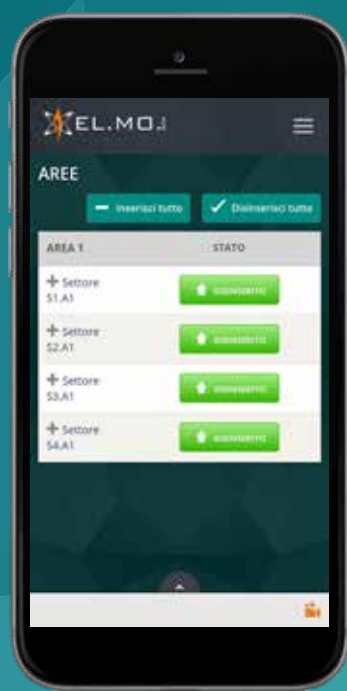 EL.MO.
AREE
Inserisci tutto
Disinserisci tutto
AREA 1 STATO
Settore
S1.A1
Settore
S2.A1
Settore
S3.A1
Settore
S4.A1